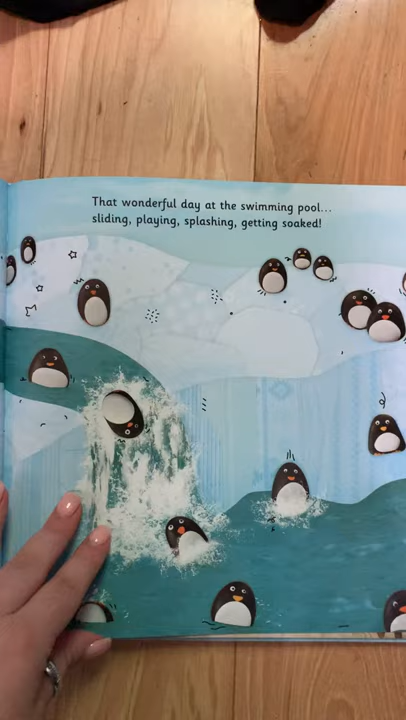 That wonderful day at the swimming pool...
sliding, playing, splashing, getting soaked!